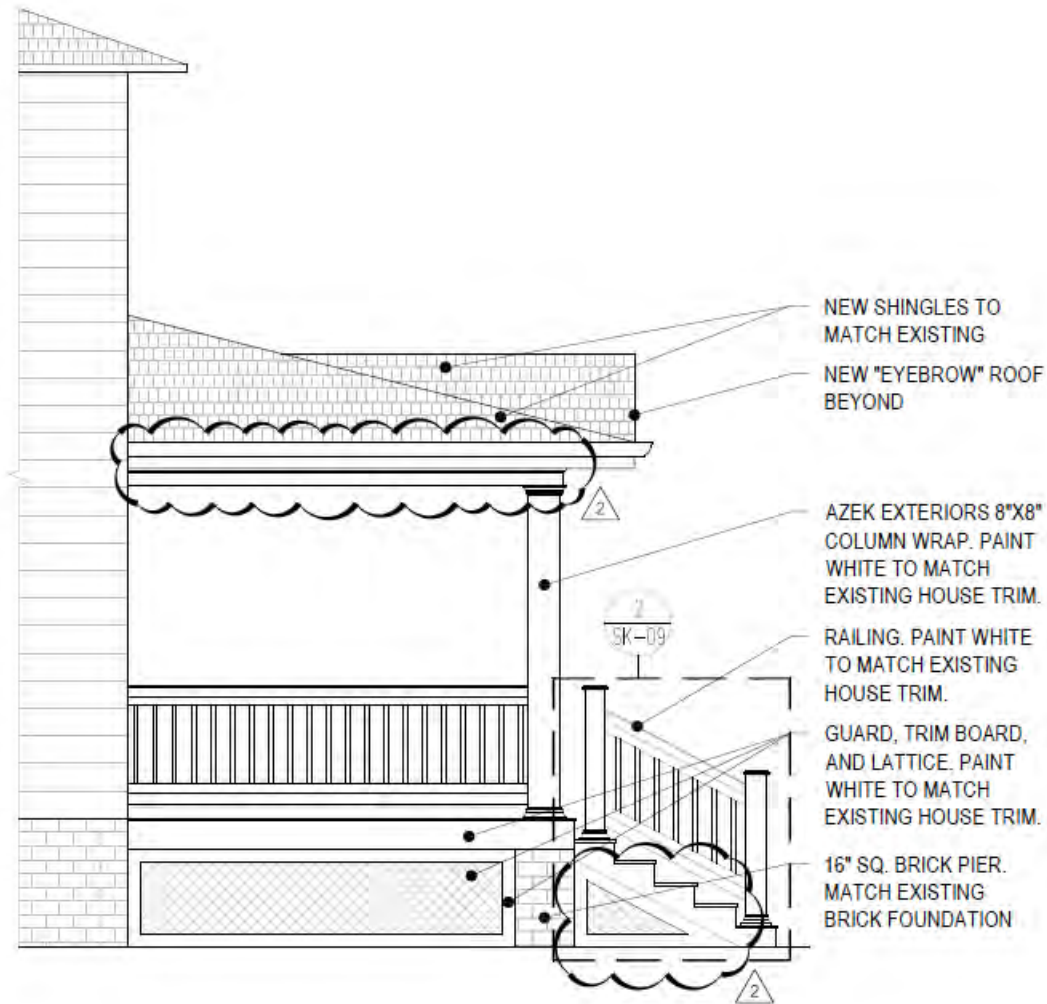 NEW SHINGLES TO
MATCH EXISTING
NEW "EYEBROW" ROOF
BEYOND
2
AZEK EXTERIORS 8"X8"
COLUMN WRAP. PAINT
WHITE TO MATCH
EXISTING HOUSE TRIM.
2
SK-09
RAILING. PAINT WHITE
TO MATCH EXISTING
HOUSE TRIM.
GUARD, TRIM BOARD,
AND LATTICE. PAINT
WHITE TO MATCH
EXISTING HOUSE TRIM.
16" SQ. BRICK PIER.
MATCH EXISTING
BRICK FOUNDATION
2